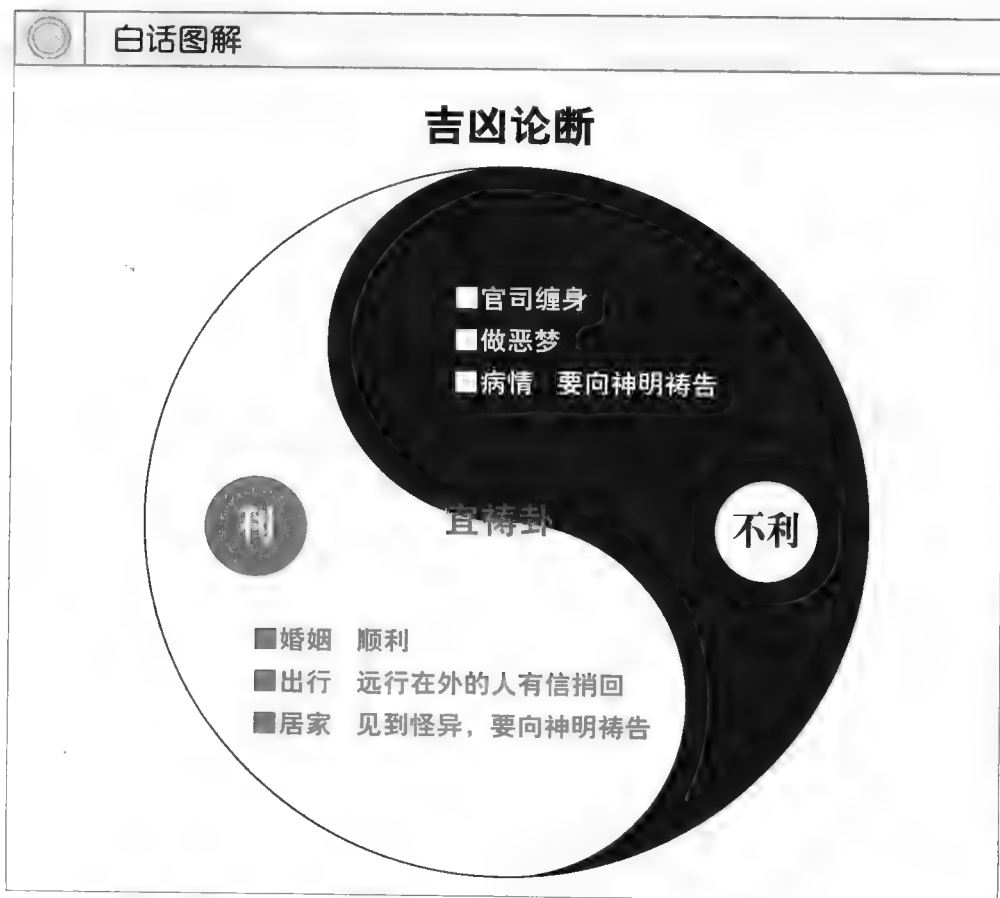 白话图解
吉凶论断
■官司缠身
■做恶梦
■病情 要向神明祷告
利
宜祷卦
不利
■婚姻 顺利
■出行 远行在外的人有信捎回
■居家 见到怪异，要向神明祷告